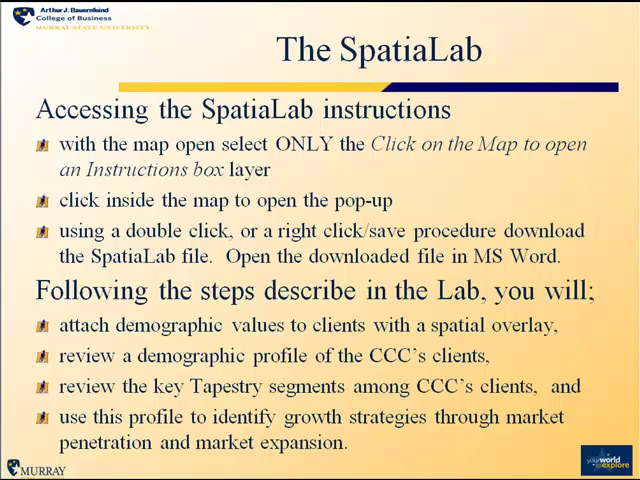 Arthur J. Bauernfeind
College of Business
MURRAY STATE UNIVERSITY
The SpatiaLab
Accessing the SpatiaLab instructions
with the map open select ONLY the Click on the Map to open
an Instructions box layer
click inside the map to open the pop-up
using a double click, or a right click/save procedure download
the SpatiaLab file. Open the downloaded file in MS Word.
Following the steps describe in the Lab, you will;
attach demographic values to clients with a spatial overlay,
review a demographic profile of the CCC's clients,
review the key Tapestry segments among CCC's clients, and
use this profile to identify growth strategies through market
penetration and market expansion.
MURRAY
your world
to explore